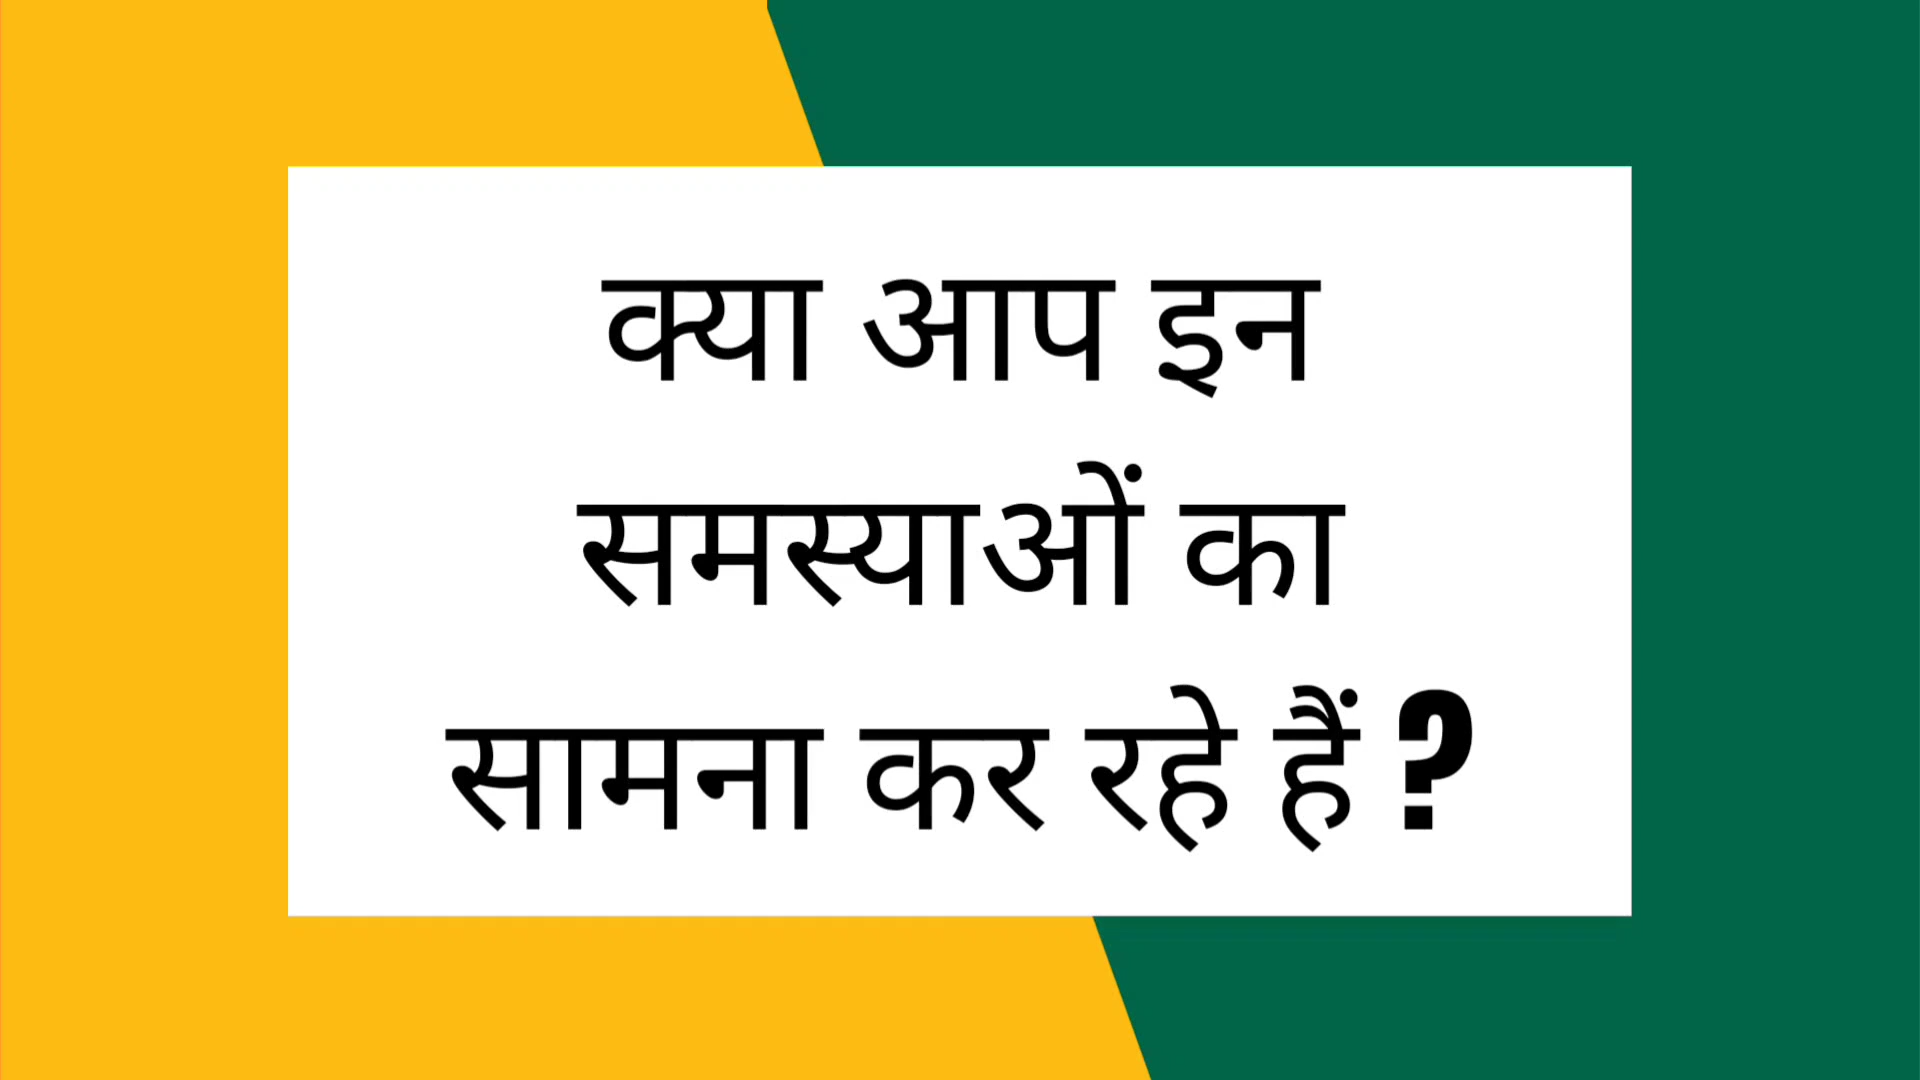 क्या आप इन
समस्याओं का
सामना कर रहे हैं ?